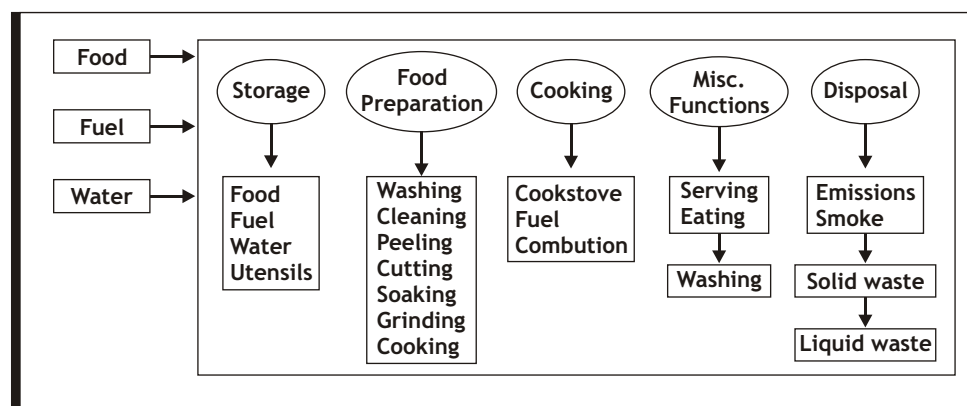 Food
Fuel
Water
Storage
Food
Fuel
Water
Utensils
Food
Preparation
Washing
Cleaning
Peeling
Cutting
Soaking
Grinding
Cooking
Cooking
Cookstove
Fuel
Combution
Misc.
Functions
Serving
Eating
Washing
Disposal
Emissions
Smoke
Solid waste
Liquid waste